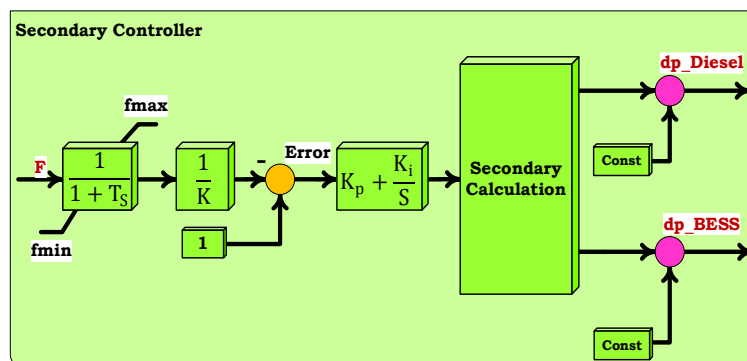 Secondary Controller
fmax
F
1
1 + T_S
fmin
1
K
-
Error
1
K_p + K_i
S
Secondary
Calculation
dp_Diesel
Const
dp_BESS
Const